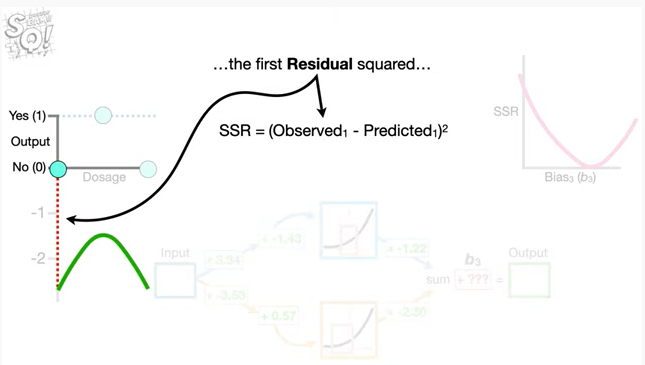 SQ!
…the first Residual squared…
SSR = (Observed₁ - Predicted₁)²
Yes (1)
Output
No (0)
Dosage
-1
-2
SSR
Bias₃ (b₃)
Input
+ -1.43
× 3.34
× -3.53
+ 0.57
× -1.22
× -2.30
b₃
sum + ??? =
Output